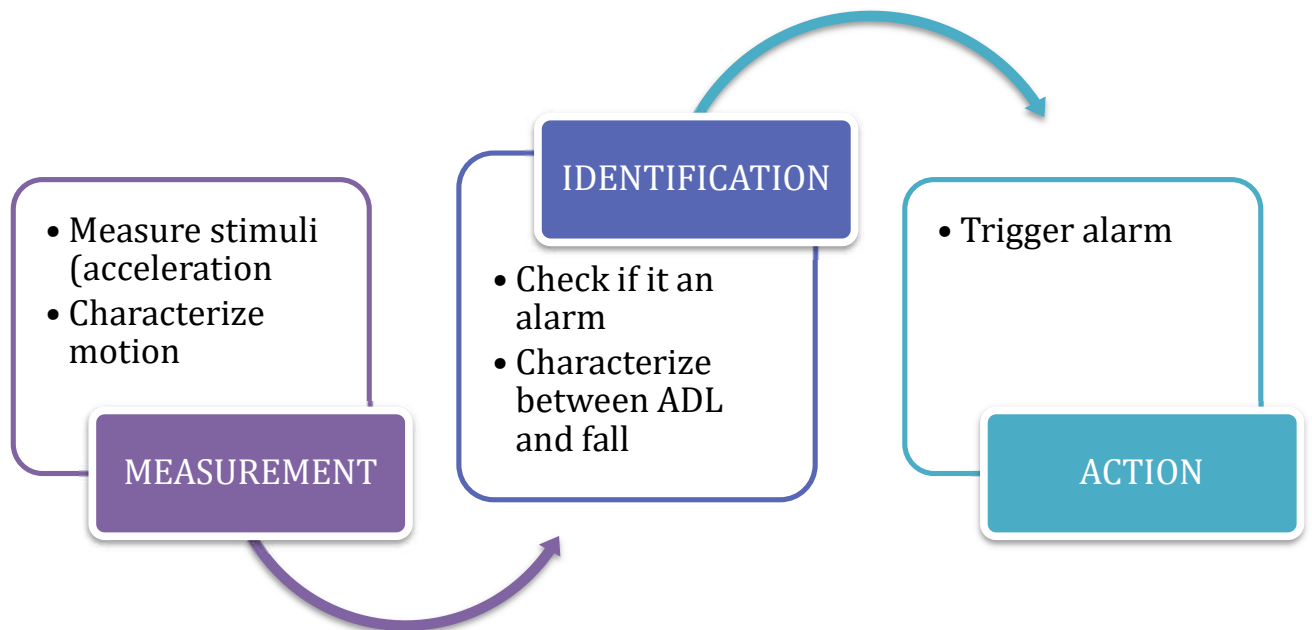 • Measure stimuli
(acceleration
• Characterize
motion
MEASUREMENT
IDENTIFICATION
• Check if it an
alarm
• Characterize
between ADL
and fall
• Trigger alarm
ACTION